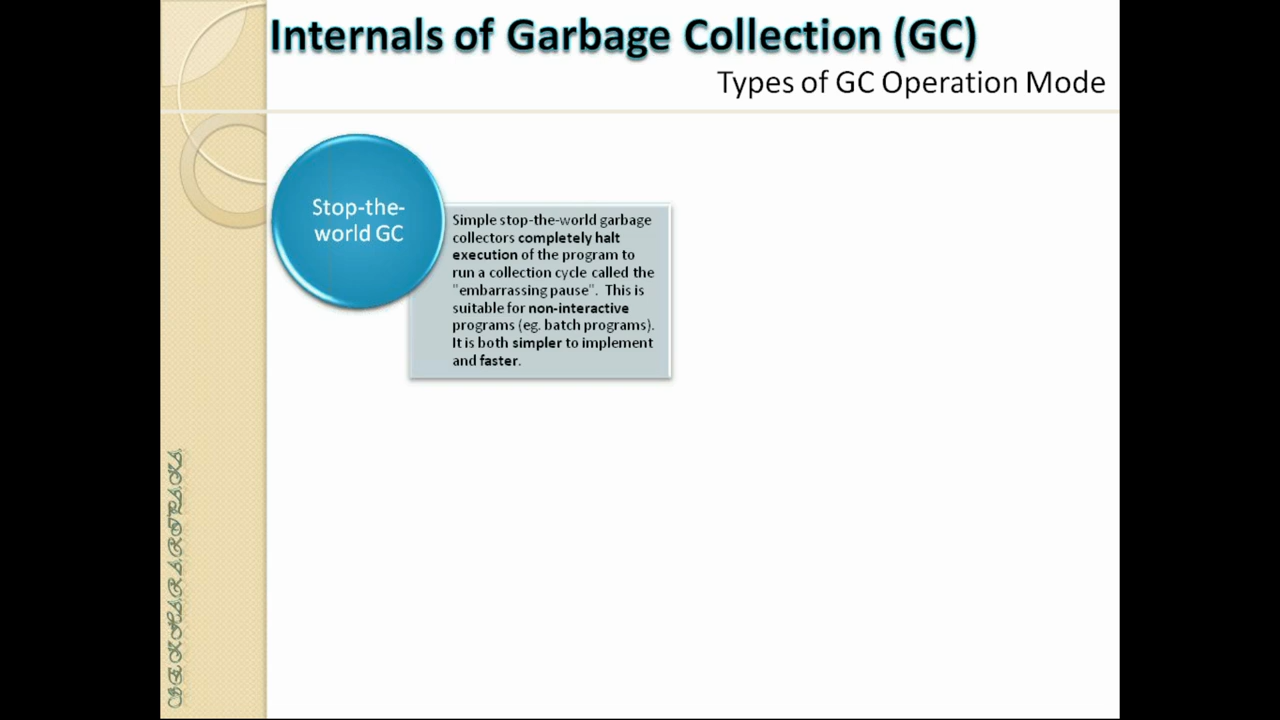 Internals of Garbage Collection (GC)
Types of GC Operation Mode
Stop-the-
world GC
Simple stop-the-world garbage
collectors completely halt
execution of the program to
run a collection cycle called the
"embarrassing pause".  This is
suitable for non-interactive
programs (eg. batch programs).
It is both simpler to implement
and faster.